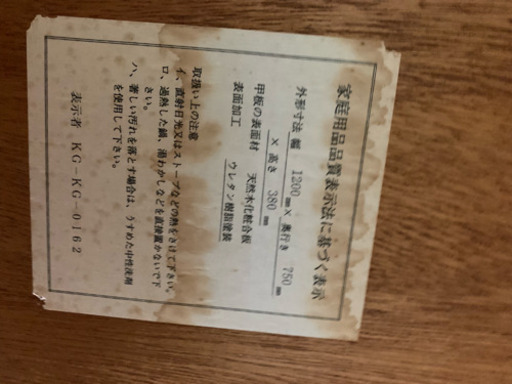 家庭用品品質表示法に基づく表示
外形寸法 幅 1200mm × 奥行き 750mm
× 高さ 380mm
甲板の表面材 天然木化粧合板
表面加工 ウレタン樹脂塗装
取扱い上の注意
イ、直射日光又はストーブなどの熱をさけて下さい。
ロ、過熱した鍋、湯わかしなどを直接置かないで下
さい。
ハ、著しい汚れを落とす場合は、うすめた中性洗剤
を使用して下さい。
表示者 KG-KG-0162